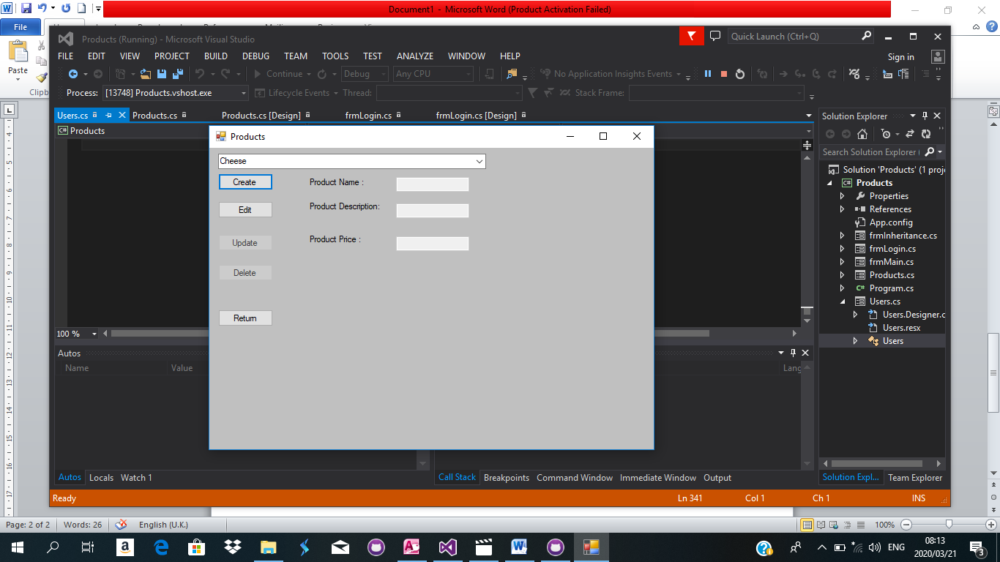 Document1 - Microsoft Word (Product Activation Failed)
File
Products (Running) - Microsoft Visual Studio
Quick Launch (Ctrl+Q)
FILE EDIT VIEW PROJECT BUILD DEBUG TEAM TOOLS TEST ANALYZE WINDOW HELP
Sign in
Paste
Continue Debug Any CPU No Application Insights Events
Clipb
Process: [13748] Products.vshost.exe Lifecycle Events Thread: Stack Frame:
Users.cs Products.cs Products.cs [Design] frmLogin.cs frmLogin.cs [Design]
Solution Explorer
C# Products
Products
Search Solution Explorer (
Cheese
Create
Product Name :
Edit
Product Description:
Update
Product Price :
Delete
Return
Solution 'Products' (1 proj
C# Products
Properties
References
App.config
frmInheritance.cs
frmLogin.cs
frmMain.cs
Products.cs
C# Program.cs
Users.cs
Users.Designer.c
Users.resx
Users
100 %
Autos
Name Value
Lang
Autos Locals Watch 1
Call Stack Breakpoints Command Window Immediate Window Output
Solution Expl... Team Explorer
Ready Ln 341 Col 1 Ch 1 INS
Page: 2 of 2 Words: 26 English (U.K.) 100%
ENG
08:13
2020/03/21
3